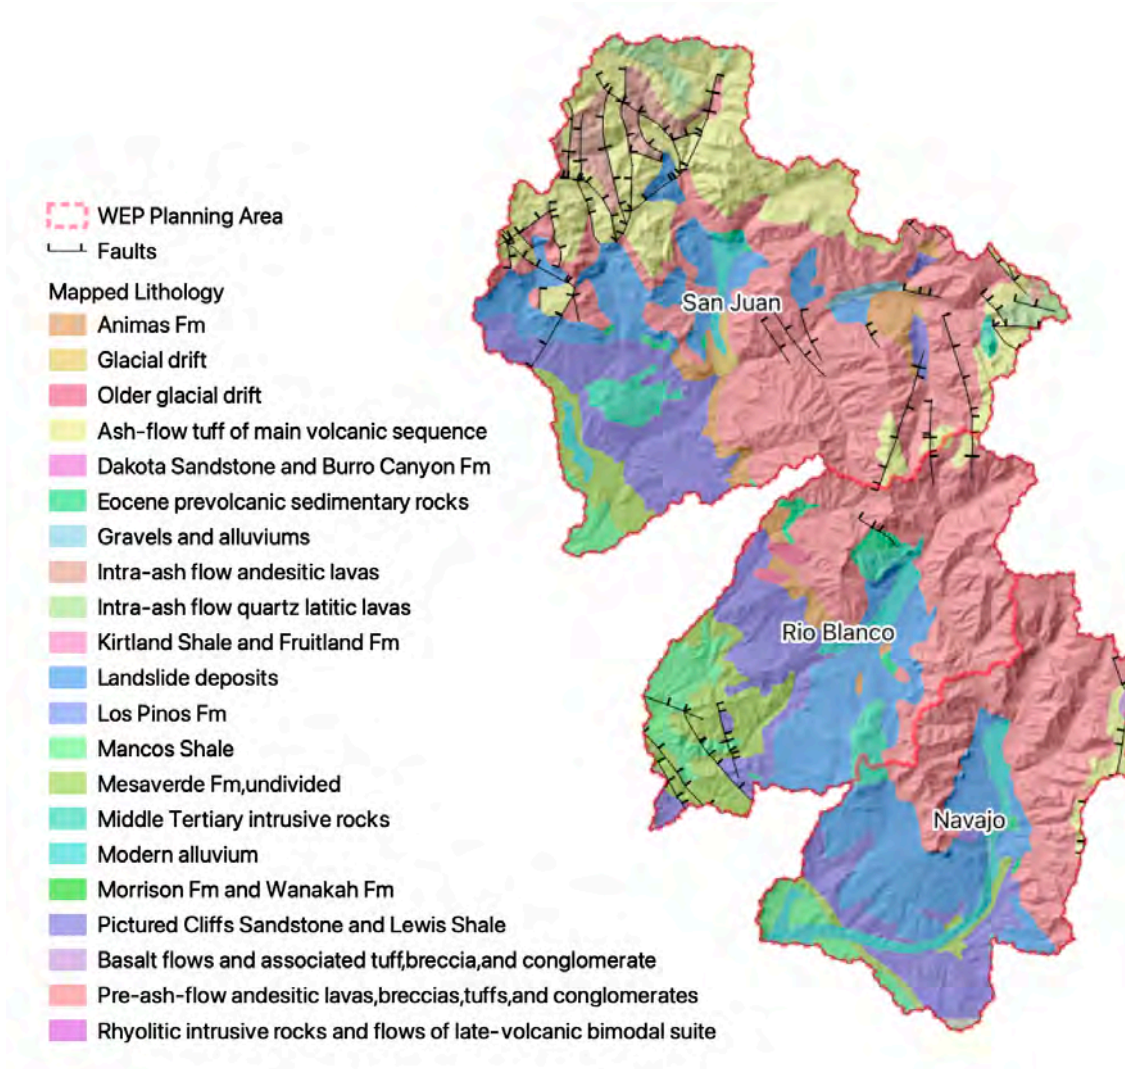 WEP Planning Area
Faults
Mapped Lithology
Animas Fm
Glacial drift
Older glacial drift
Ash-flow tuff of main volcanic sequence
Dakota Sandstone and Burro Canyon Fm
Eocene prevolcanic sedimentary rocks
Gravels and alluviums
Intra-ash flow andesitic lavas
Intra-ash flow quartz latitic lavas
Kirtland Shale and Fruitland Fm
Landslide deposits
Los Pinos Fm
Mancos Shale
Mesaverde Fm,undivided
Middle Tertiary intrusive rocks
Modern alluvium
Morrison Fm and Wanakah Fm
Pictured Cliffs Sandstone and Lewis Shale
Basalt flows and associated tuff,breccia,and conglomerate
Pre-ash-flow andesitic lavas,breccias,tuffs,and conglomerates
Rhyolitic intrusive rocks and flows of late-volcanic bimodal suite
San Juan
Rio Blanco
Navajo